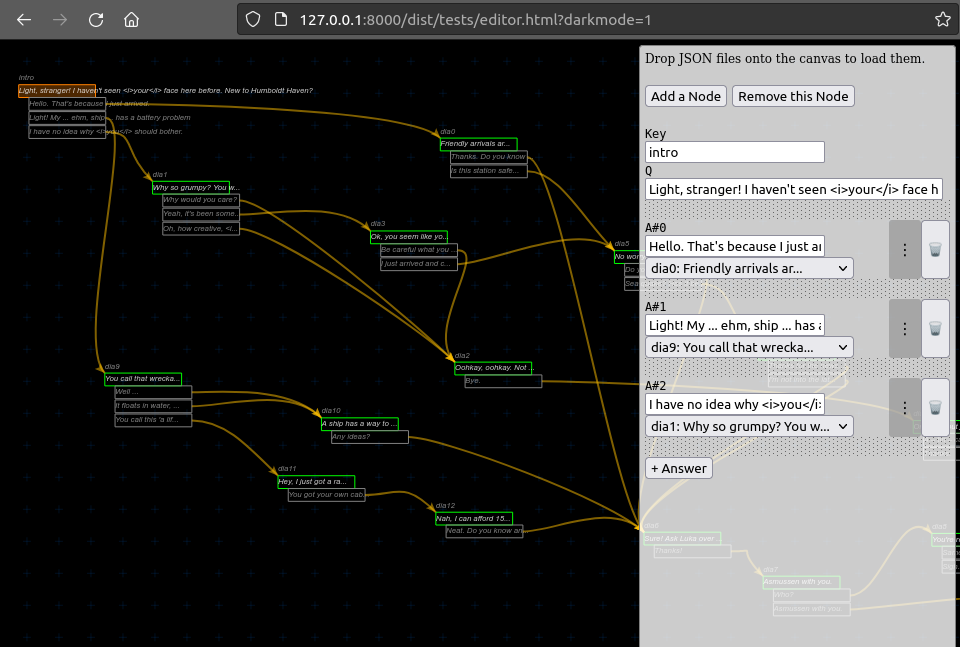 127.0.0.1:8000/dist/tests/editor.html?darkmode=1
intro
Light, stranger! I haven't seen <i>your</i> face here before. New to Humboldt Haven?
Hello. That's because I just arrived.
Light! My ... ehm, ship ... has a battery problem
I have no idea why <i>you</i> should bother.
dia0
Friendly arrivals ar...
Thanks. Do you know
Is this station safe...
dia1
Why so grumpy? You w...
Why would you care?
Yeah, it's been some...
Oh, how creative, <i...
dia3
Ok, you seem like yo...
Be careful what you ...
I just arrived and c...
dia5
No wor
Do y
Sea
dia2
Oohkay, oohkay. Not ...
Bye.
dia9
You call that wrecka...
Well ...
It floats in water, ...
You call this "a lif...
dia10
A ship has a way to ...
Any ideas?
dia11
Hey, I just got a ra...
You got your own cab.
dia12
Nah, I can afford 15...
Neat. Do you know an
dia6
Sure! Ask Luka over ...
Thanks!
dia7
Asmussen with you.
Who?
Asmussen with you
dia8
You're r
Drop JSON files onto the canvas to load them.
Add a Node
Remove this Node
Key
intro
Q
Light, stranger! I haven't seen <i>your</i> face h
A#0
Hello. That's because I just ar
dia0: Friendly arrivals ar...
A#1
Light! My ... ehm, ship ... has a
dia9: You call that wrecka...
A#2
I have no idea why <i>you</i>
dia1: Why so grumpy? You w...
+ Answer